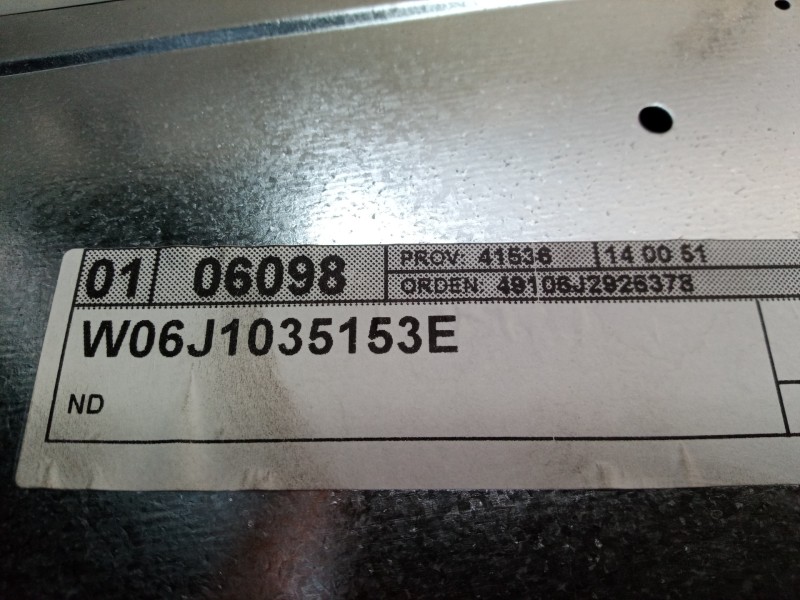 01 06098 PROV: 41536 14 00 51
ORDEN: 49106J2926378
W06J1035153E
ND